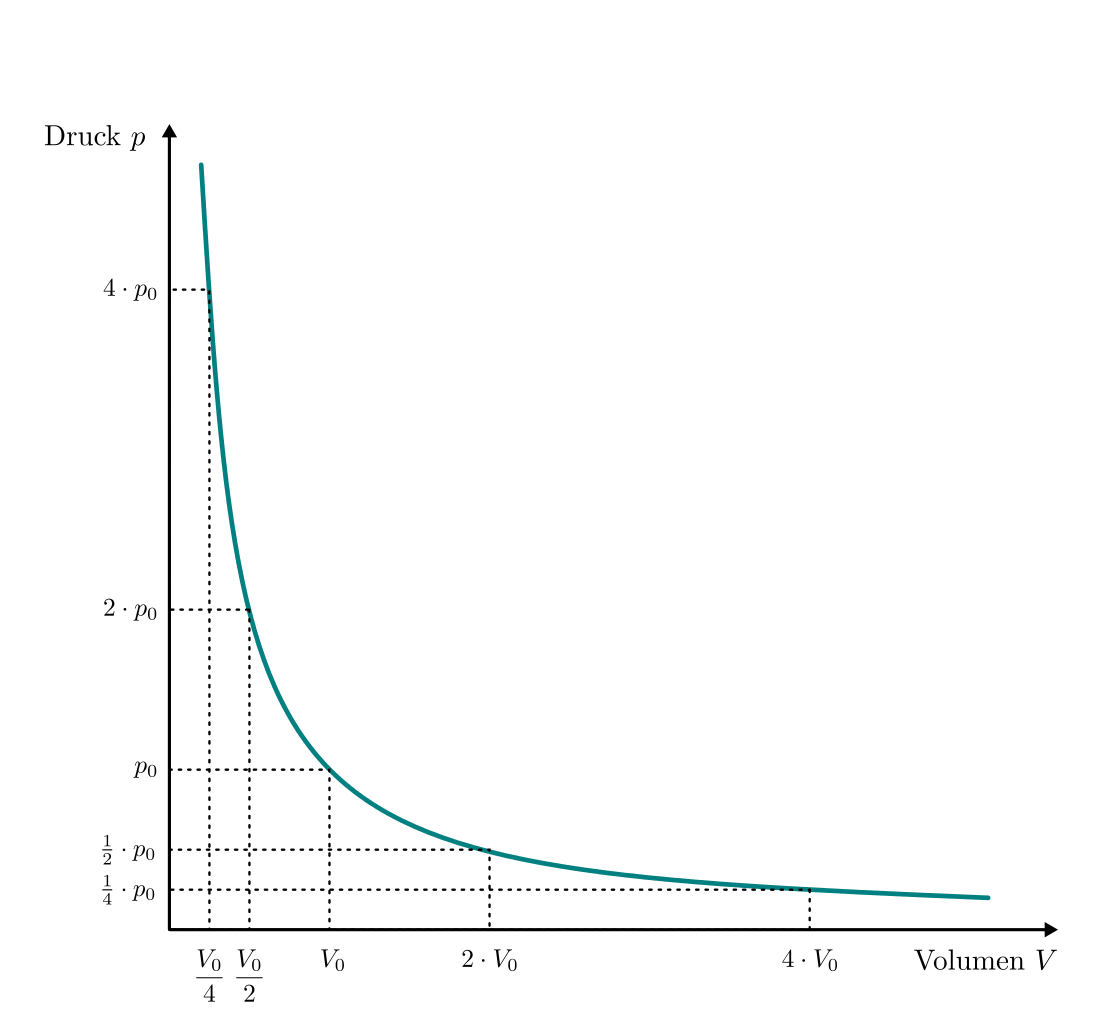 Druck p
4 · p₀
2 · p₀
p₀
½ · p₀
¼ · p₀
V₀/4 V₀/2 V₀ 2 · V₀ 4 · V₀ Volumen V